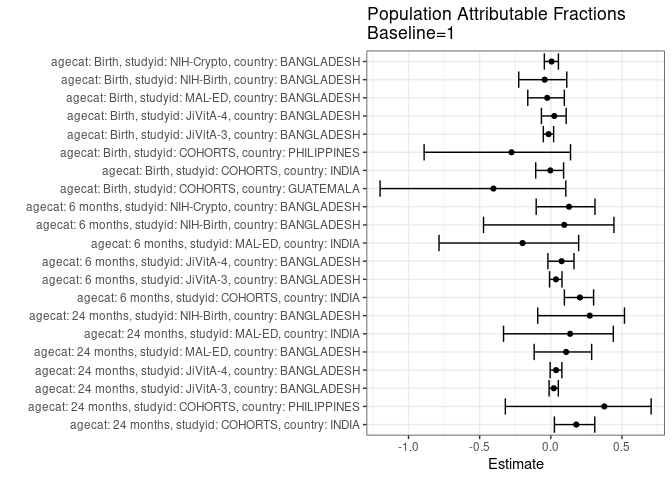 Population Attributable Fractions
Baseline=1
agecat: Birth, studyid: NIH-Crypto, country: BANGLADESH
agecat: Birth, studyid: NIH-Birth, country: BANGLADESH
agecat: Birth, studyid: MAL-ED, country: BANGLADESH
agecat: Birth, studyid: JiVitA-4, country: BANGLADESH
agecat: Birth, studyid: JiVitA-3, country: BANGLADESH
agecat: Birth, studyid: COHORTS, country: PHILIPPINES
agecat: Birth, studyid: COHORTS, country: INDIA
agecat: Birth, studyid: COHORTS, country: GUATEMALA
agecat: 6 months, studyid: NIH-Crypto, country: BANGLADESH
agecat: 6 months, studyid: NIH-Birth, country: BANGLADESH
agecat: 6 months, studyid: MAL-ED, country: INDIA
agecat: 6 months, studyid: JiVitA-4, country: BANGLADESH
agecat: 6 months, studyid: JiVitA-3, country: BANGLADESH
agecat: 6 months, studyid: COHORTS, country: INDIA
agecat: 24 months, studyid: NIH-Birth, country: BANGLADESH
agecat: 24 months, studyid: MAL-ED, country: INDIA
agecat: 24 months, studyid: MAL-ED, country: BANGLADESH
agecat: 24 months, studyid: JiVitA-4, country: BANGLADESH
agecat: 24 months, studyid: JiVitA-3, country: BANGLADESH
agecat: 24 months, studyid: COHORTS, country: PHILIPPINES
agecat: 24 months, studyid: COHORTS, country: INDIA
-1.0 -0.5 0.0 0.5
Estimate